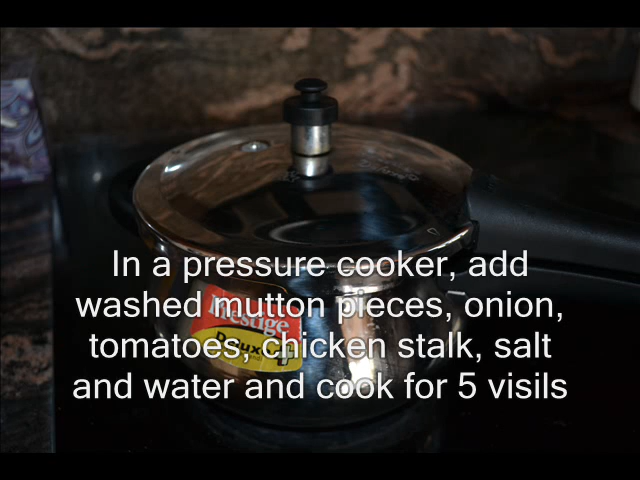 In a pressure cooker, add
washed mutton pieces, onion,
tomatoes, chicken stalk, salt
and water and cook for 5 visils
Prestige